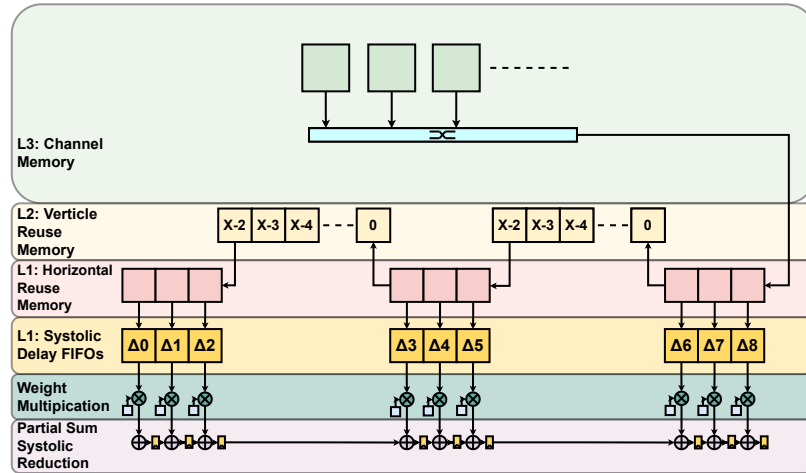 L3: Channel
Memory
L2: Verticle
Reuse
Memory
X-2 X-3 X-4 0 X-2 X-3 X-4 0
L1: Horizontal
Reuse
Memory
L1: Systolic
Delay FIFOs
Δ0 Δ1 Δ2 Δ3 Δ4 Δ5 Δ6 Δ7 Δ8
Weight
Multipication
Partial Sum
Systolic
Reduction